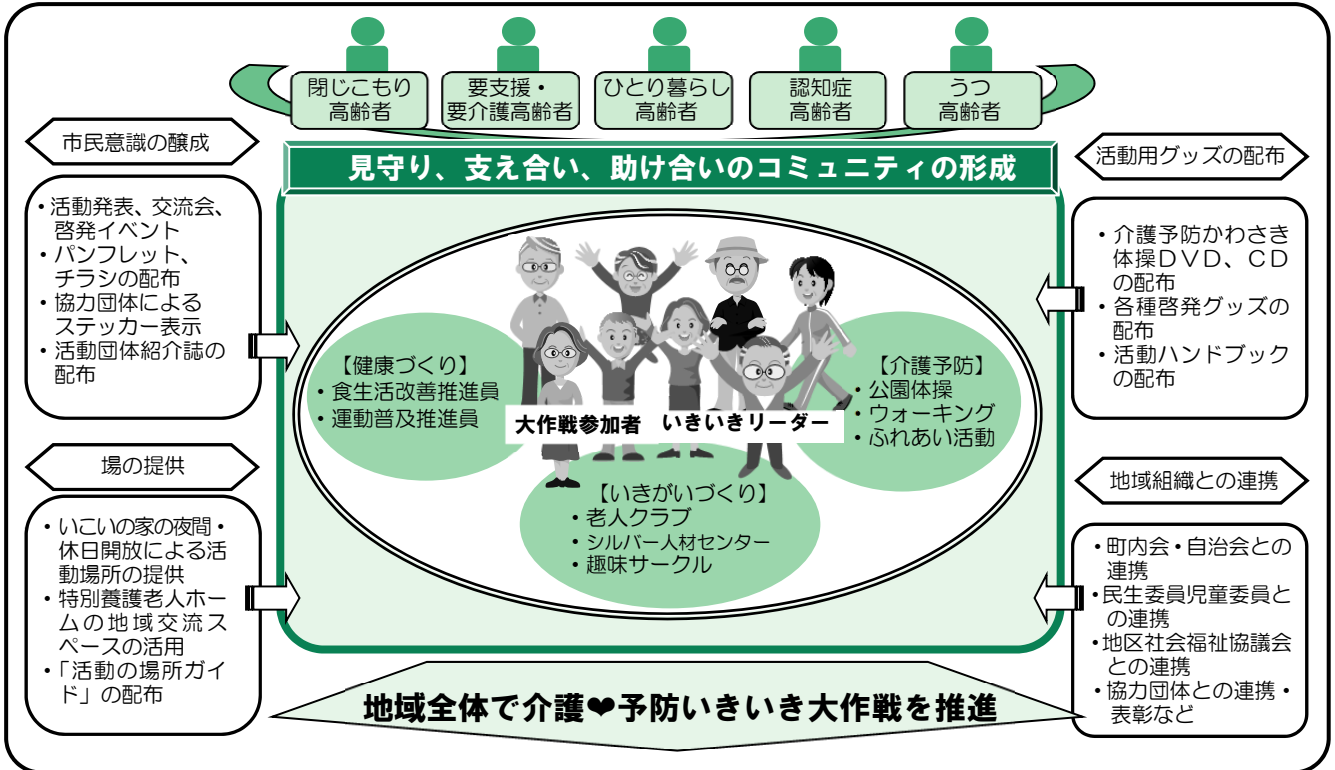 閉じこもり
高齢者
要支援・
要介護高齢者
ひとり暮らし
高齢者
認知症
高齢者
うつ
高齢者
見守り、支え合い、助け合いのコミュニティの形成
市民意識の醸成
・活動発表、交流会、
啓発イベント
・パンフレット、
チラシの配布
・協力団体による
ステッカー表示
・活動団体紹介誌の
配布
場の提供
・いこいの家の夜間・
休日開放による活
動場所の提供
・特別養護老人ホー
ムの地域交流ス
ペースの活用
・「活動の場所ガイ
ド」の配布
【健康づくり】
・食生活改善推進員
・運動普及推進員
大作戦参加者 いきいきリーダー
【介護予防】
・公園体操
・ウォーキング
・ふれあい活動
【いきがいづくり】
・老人クラブ
・シルバー人材センター
・趣味サークル
活動用グッズの配布
・介護予防かわさき
体操DVD、CD
の配布
・各種啓発グッズの
配布
・活動ハンドブック
の配布
地域組織との連携
・町内会・自治会との
連携
・民生委員児童委員と
の連携
・地区社会福祉協議会
との連携
・協力団体との連携・
表彰など
地域全体で介護❤予防いきいき大作戦を推進